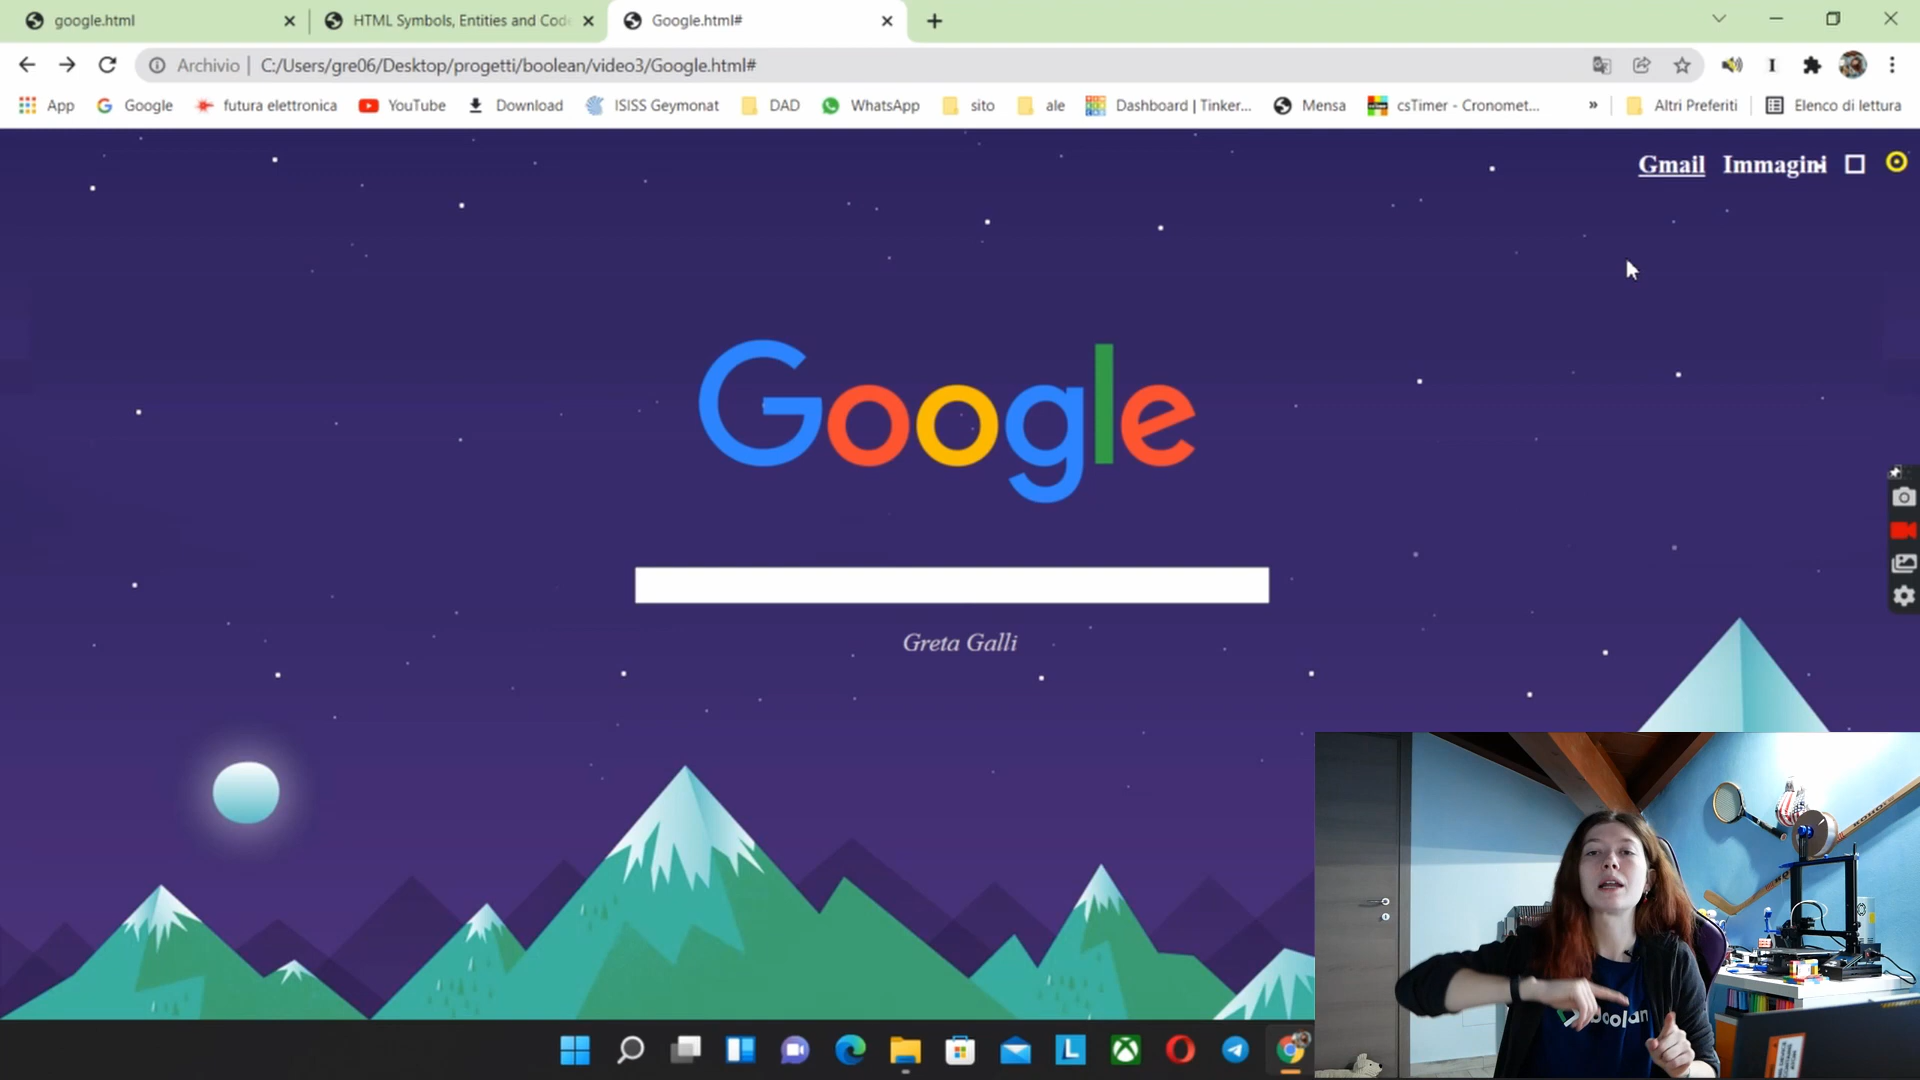 google.html
HTML Symbols, Entities and Cod
Google.html#
Archivio
C:/Users/gre06/Desktop/progetti/boolean/video3/Google.html#
App
Google
futura elettronica
YouTube
Download
ISISS Geymonat
DAD
WhatsApp
sito
ale
Dashboard | Tinker...
Mensa
csTimer - Cronomet...
»
Altri Preferiti
Elenco di lettura
Gmail Immagini
Google
Greta Galli
boolean